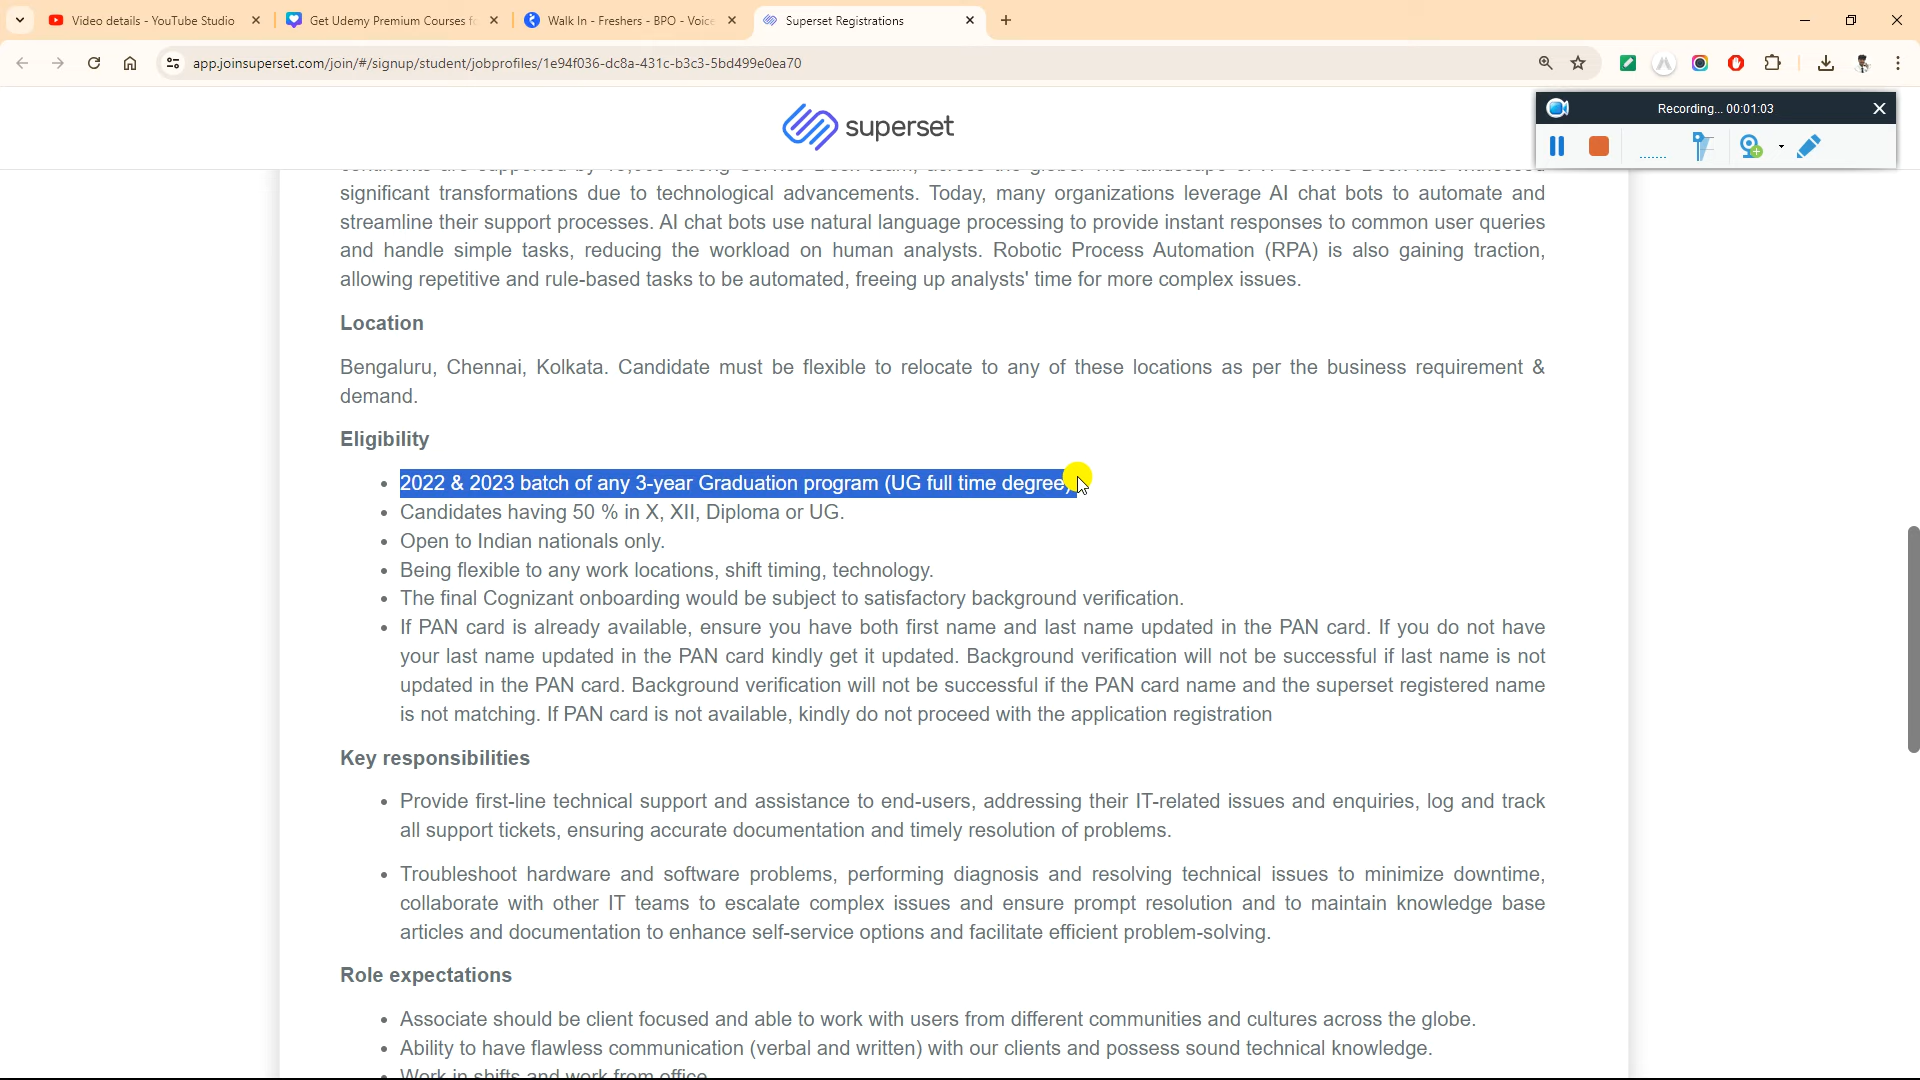 Video details - YouTube Studio
Get Udemy Premium Courses f
Walk In - Freshers - BPO - Voice
Superset Registrations
app.joinsuperset.com/join/#/signup/student/jobprofiles/1e94f036-dc8a-431c-b3c3-5bd499e0ea70
Recording... 00:01:03
superset
significant transformations due to technological advancements. Today, many organizations leverage AI chat bots to automate and
streamline their support processes. AI chat bots use natural language processing to provide instant responses to common user queries
and handle simple tasks, reducing the workload on human analysts. Robotic Process Automation (RPA) is also gaining traction,
allowing repetitive and rule-based tasks to be automated, freeing up analysts' time for more complex issues.
Location
Bengaluru, Chennai, Kolkata. Candidate must be flexible to relocate to any of these locations as per the business requirement &
demand.
Eligibility
• 2022 & 2023 batch of any 3-year Graduation program (UG full time degree)
• Candidates having 50 % in X, XII, Diploma or UG.
• Open to Indian nationals only.
• Being flexible to any work locations, shift timing, technology.
• The final Cognizant onboarding would be subject to satisfactory background verification.
• If PAN card is already available, ensure you have both first name and last name updated in the PAN card. If you do not have
your last name updated in the PAN card kindly get it updated. Background verification will not be successful if last name is not
updated in the PAN card. Background verification will not be successful if the PAN card name and the superset registered name
is not matching. If PAN card is not available, kindly do not proceed with the application registration
Key responsibilities
• Provide first-line technical support and assistance to end-users, addressing their IT-related issues and enquiries, log and track
all support tickets, ensuring accurate documentation and timely resolution of problems.
• Troubleshoot hardware and software problems, performing diagnosis and resolving technical issues to minimize downtime,
collaborate with other IT teams to escalate complex issues and ensure prompt resolution and to maintain knowledge base
articles and documentation to enhance self-service options and facilitate efficient problem-solving.
Role expectations
• Associate should be client focused and able to work with users from different communities and cultures across the globe.
• Ability to have flawless communication (verbal and written) with our clients and possess sound technical knowledge.
• Work in shifts and work from office